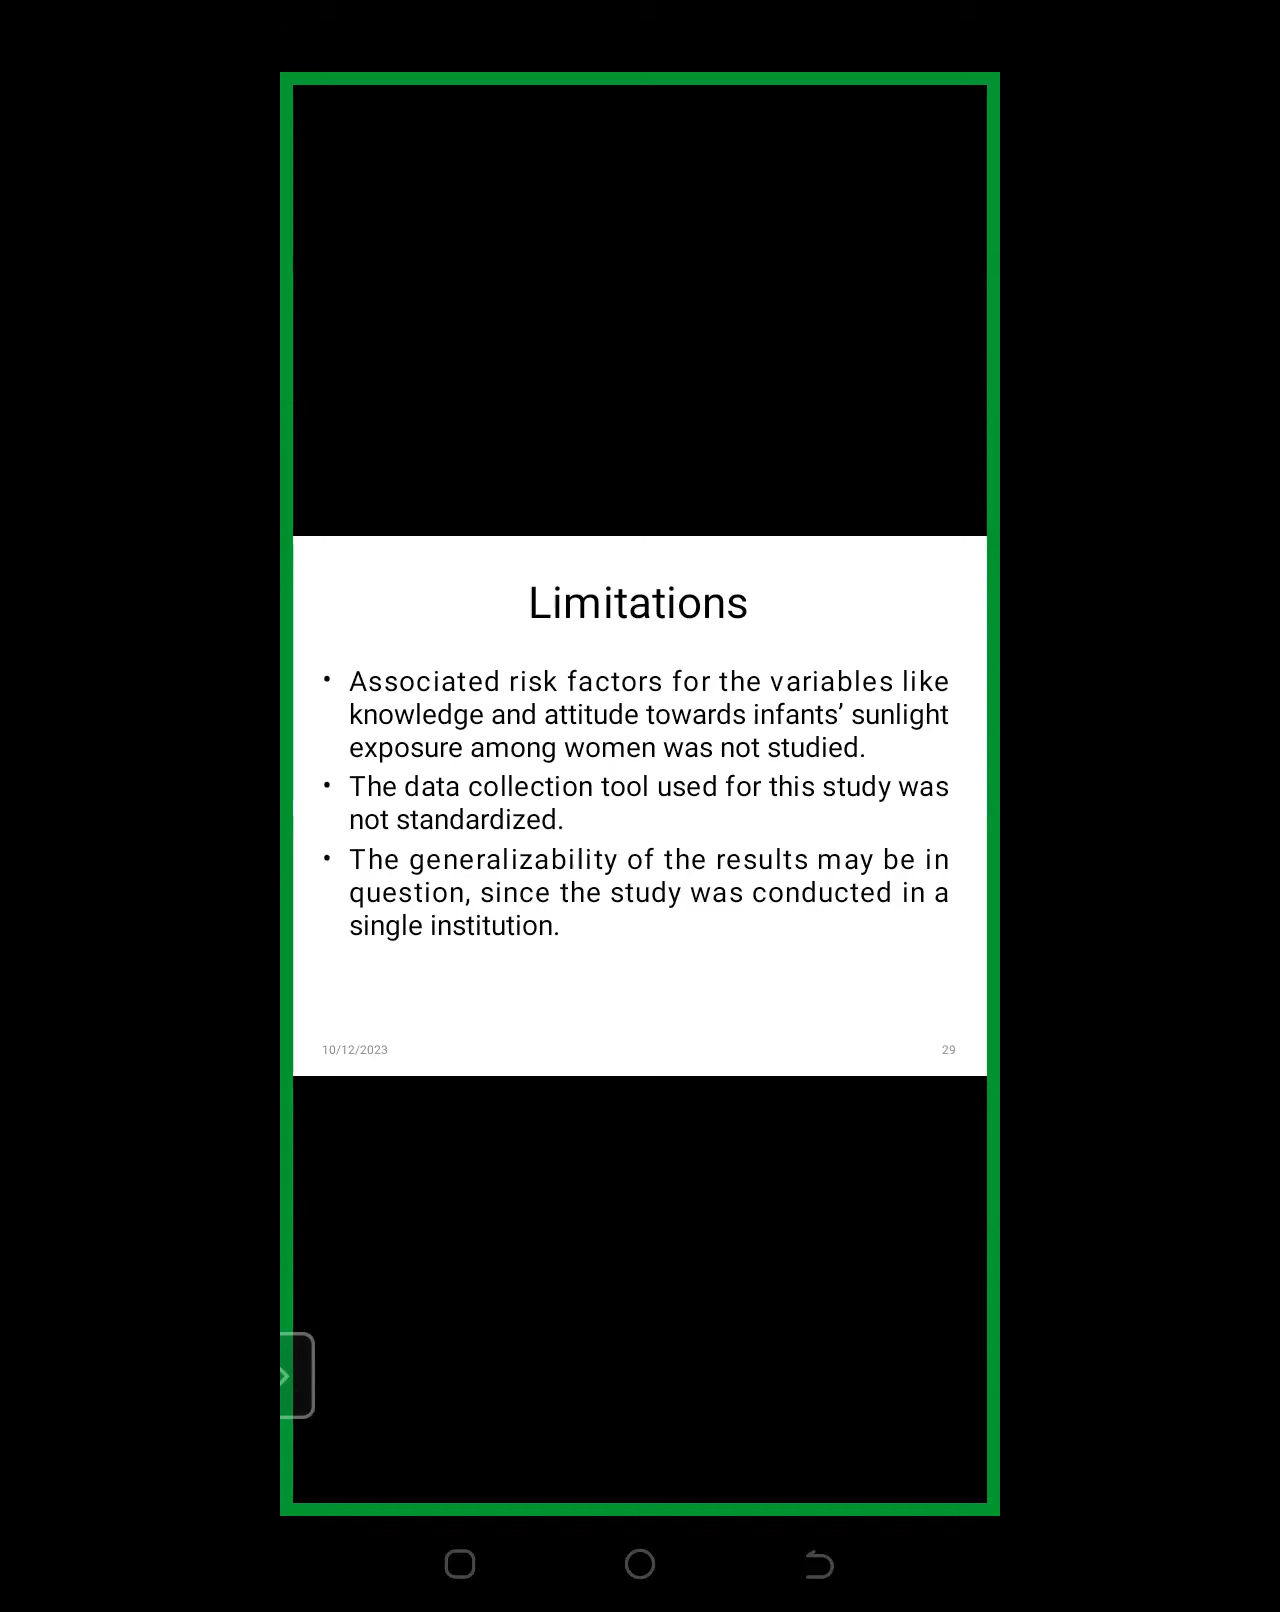 Limitations
• Associated risk factors for the variables like
knowledge and attitude towards infants’ sunlight
exposure among women was not studied.
• The data collection tool used for this study was
not standardized.
• The generalizability of the results may be in
question, since the study was conducted in a
single institution.
10/12/2023
29